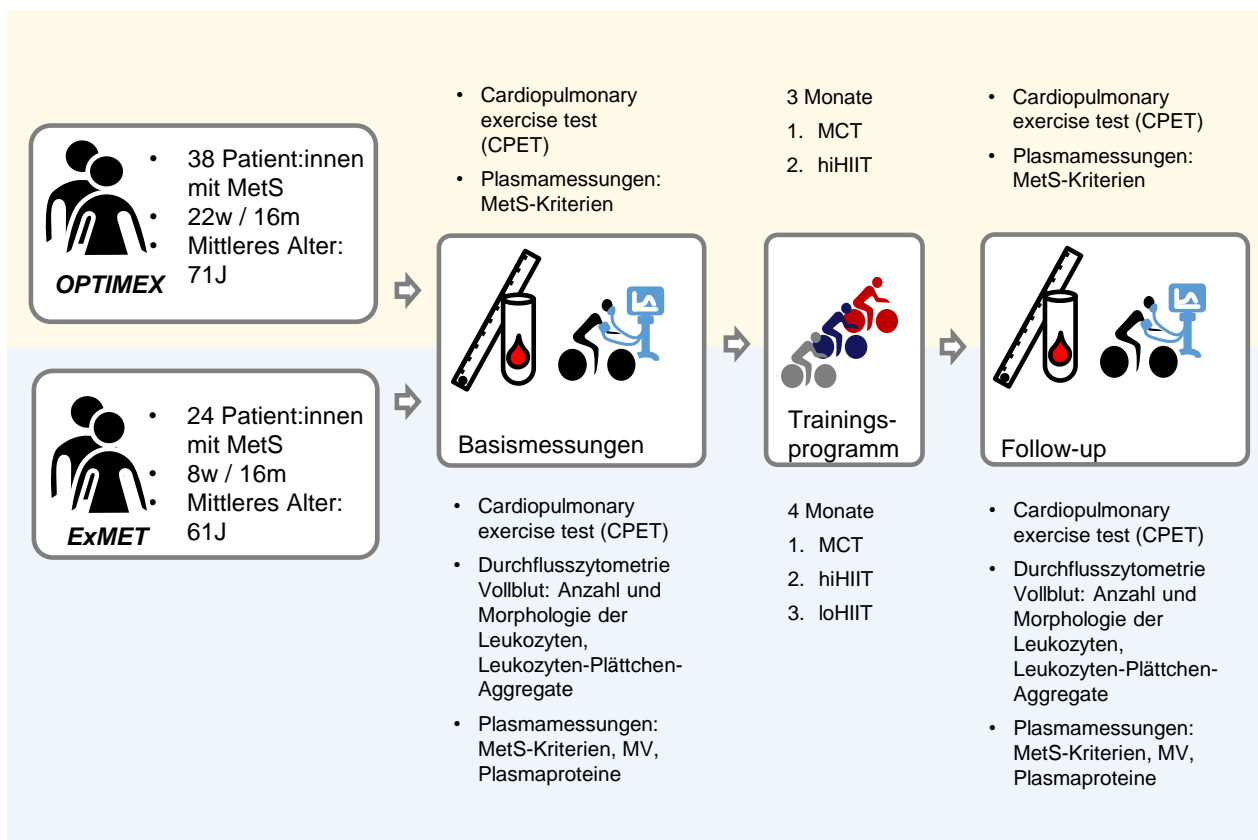 • 38 Patient:innen
mit MetS
• 22w / 16m
• Mittleres Alter:
71J
OPTIMEX
• Cardiopulmonary
exercise test
(CPET)
• Plasmamessungen:
MetS-Kriterien
3 Monate
1. MCT
2. hiHIIT
• Cardiopulmonary
exercise test (CPET)
• Plasmamessungen:
MetS-Kriterien
Basismessungen
Trainings-
programm
Follow-up
• 24 Patient:innen
mit MetS
• 8w / 16m
• Mittleres Alter:
61J
ExMET
• Cardiopulmonary
exercise test (CPET)
• Durchflusszytometrie
Vollblut: Anzahl und
Morphologie der
Leukozyten,
Leukozyten-Plättchen-
Aggregate
• Plasmamessungen:
MetS-Kriterien, MV,
Plasmaproteine
4 Monate
1. MCT
2. hiHIIT
3. loHIIT
• Cardiopulmonary
exercise test (CPET)
• Durchflusszytometrie
Vollblut: Anzahl und
Morphologie der
Leukozyten,
Leukozyten-Plättchen-
Aggregate
• Plasmamessungen:
MetS-Kriterien, MV,
Plasmaproteine